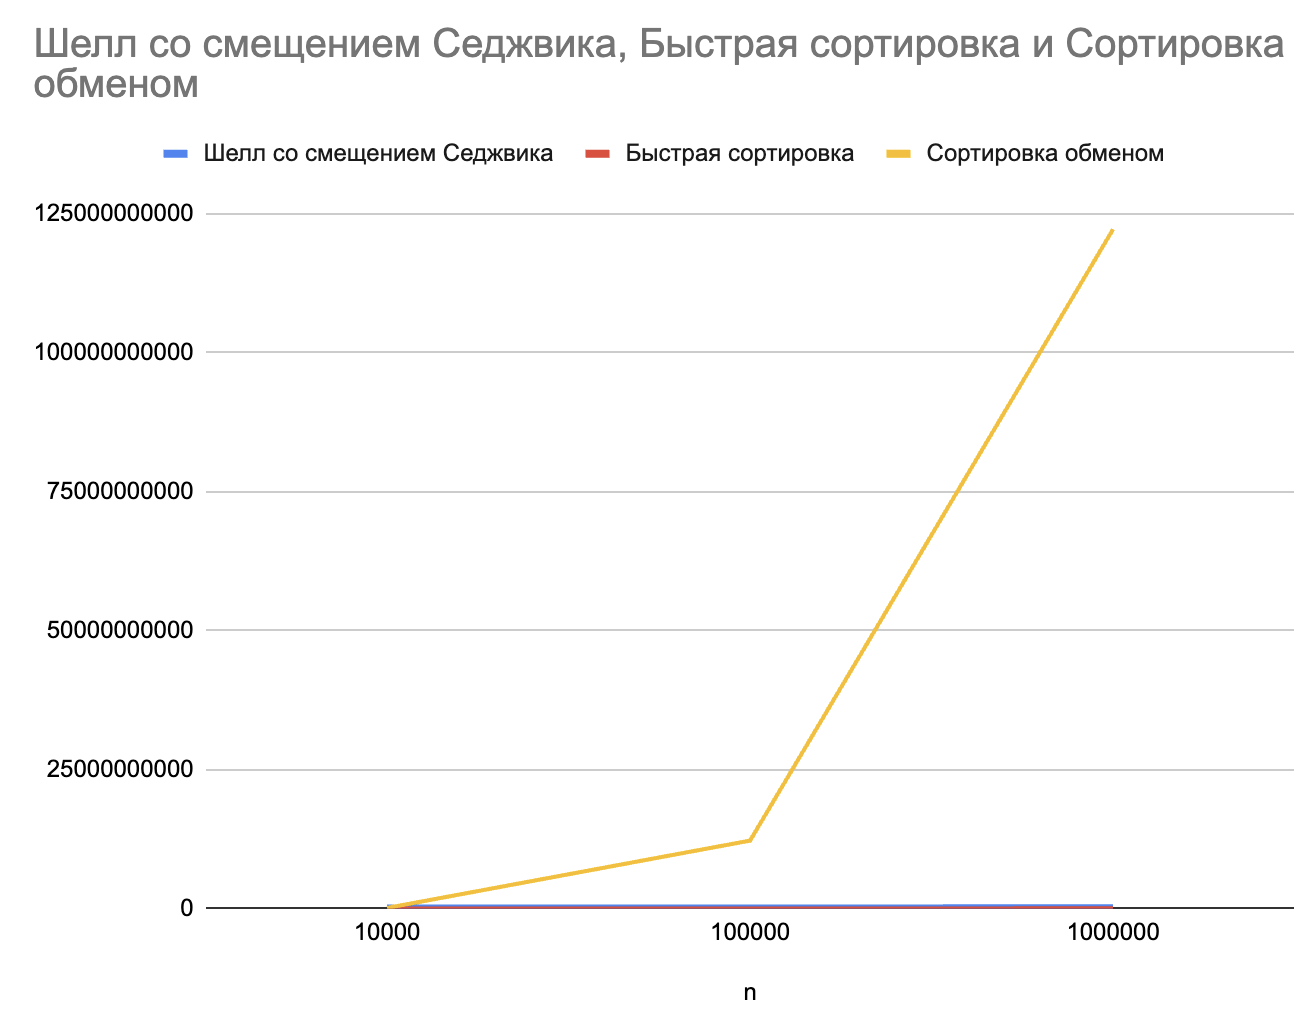 Шелл со смещением Седжвика, Быстрая сортировка и Сортировка
обменом
Шелл со смещением Седжвика Быстрая сортировка Сортировка обменом
125000000000
100000000000
75000000000
50000000000
25000000000
0
10000 100000 1000000
n